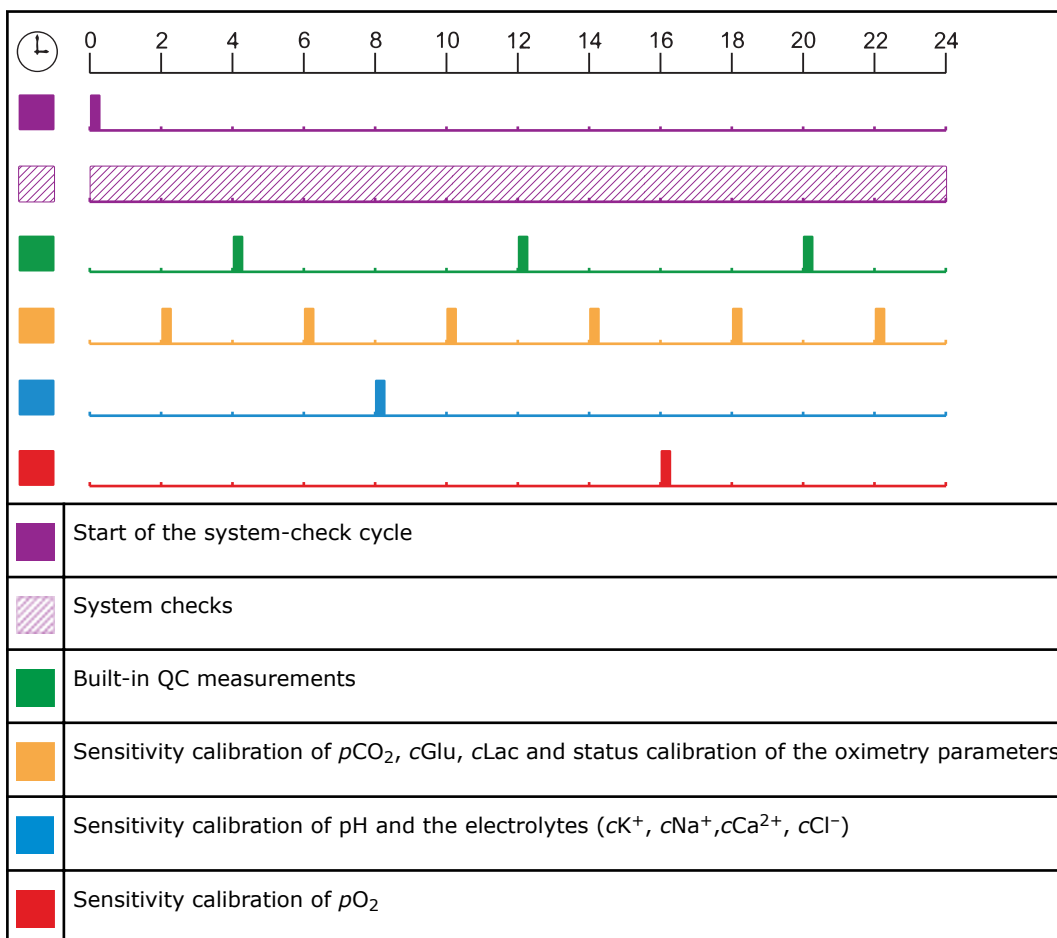 0 2 4 6 8 10 12 14 16 18 20 22 24
Start of the system-check cycle
System checks
Built-in QC measurements
Sensitivity calibration of pCO₂, cGlu, cLac and status calibration of the oximetry parameters
Sensitivity calibration of pH and the electrolytes (cK⁺, cNa⁺,cCa²⁺, cCl⁻)
Sensitivity calibration of pO₂